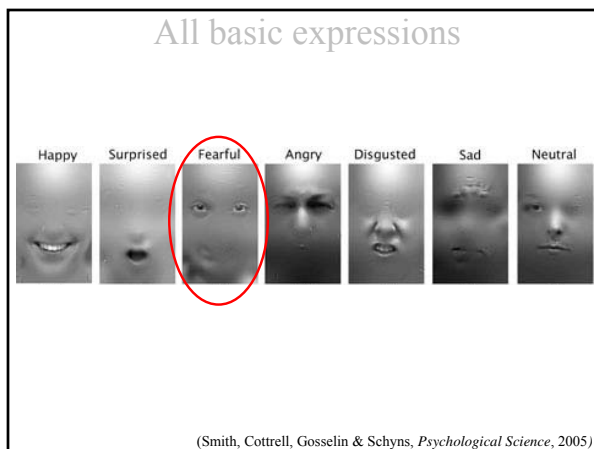 All basic expressions
Happy Surprised Fearful Angry Disgusted Sad Neutral
(Smith, Cottrell, Gosselin & Schyns, Psychological Science, 2005)